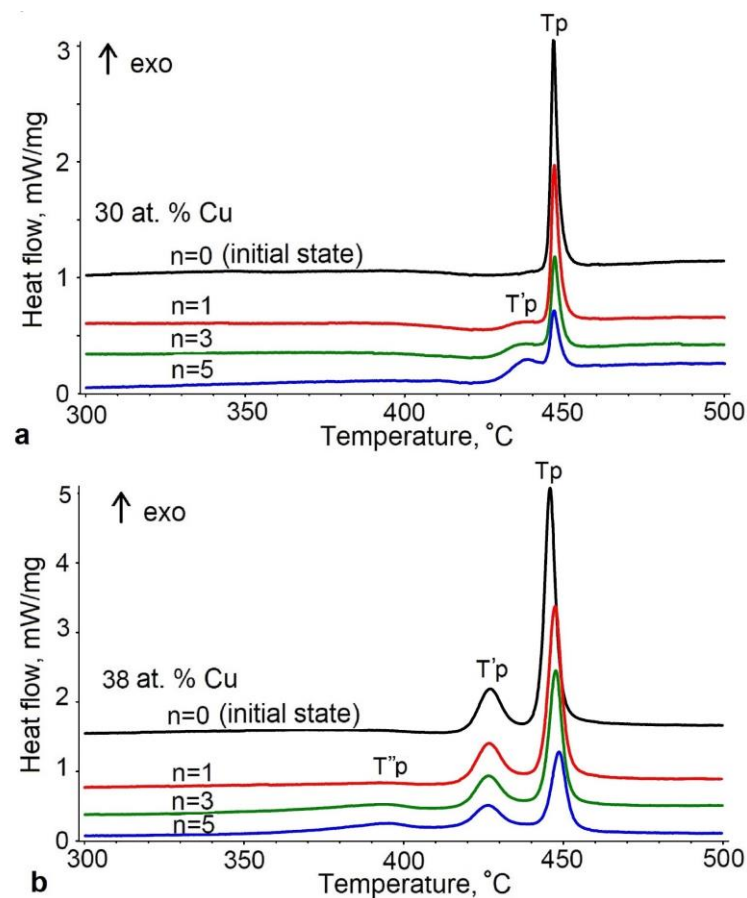 Tp
3
↑ exo
2
30 at. % Cu
n=0 (initial state)
1
n=1
T'p
n=3
n=5
0
300 350 400 450 500
Heat flow, mW/mg
a
Temperature, °C
Tp
5
↑ exo
4
3
T'p
38 at. % Cu
2
n=0 (initial state)
T"p
1
n=1
n=3
n=5
0
300 350 400 450 500
Heat flow, mW/mg
b
Temperature, °C